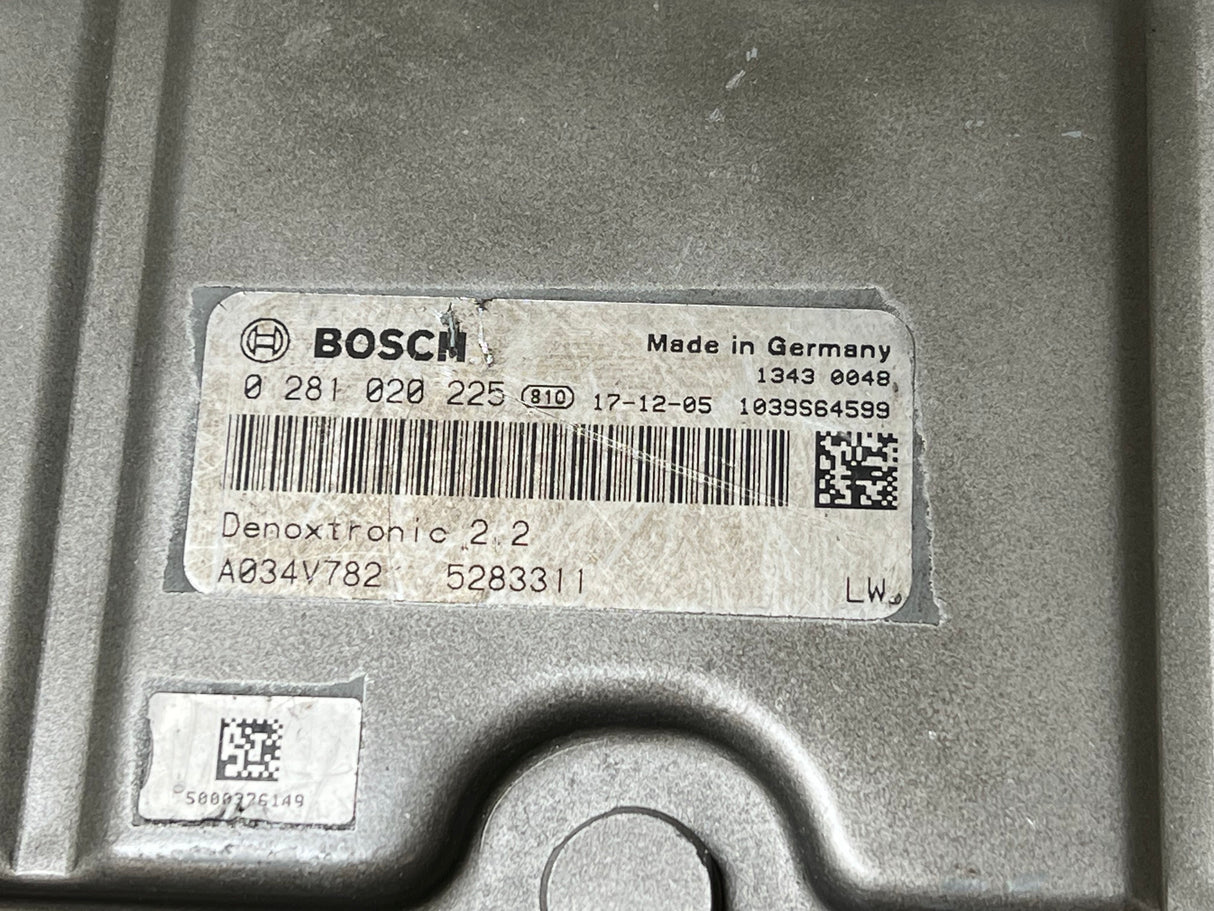 BOSCH
Made in Germany
1343 0048
0 281 020 225 810 17-12-05 1039S64599
Denoxtronic 2.2
A034V782 5283311
LW
5000376149